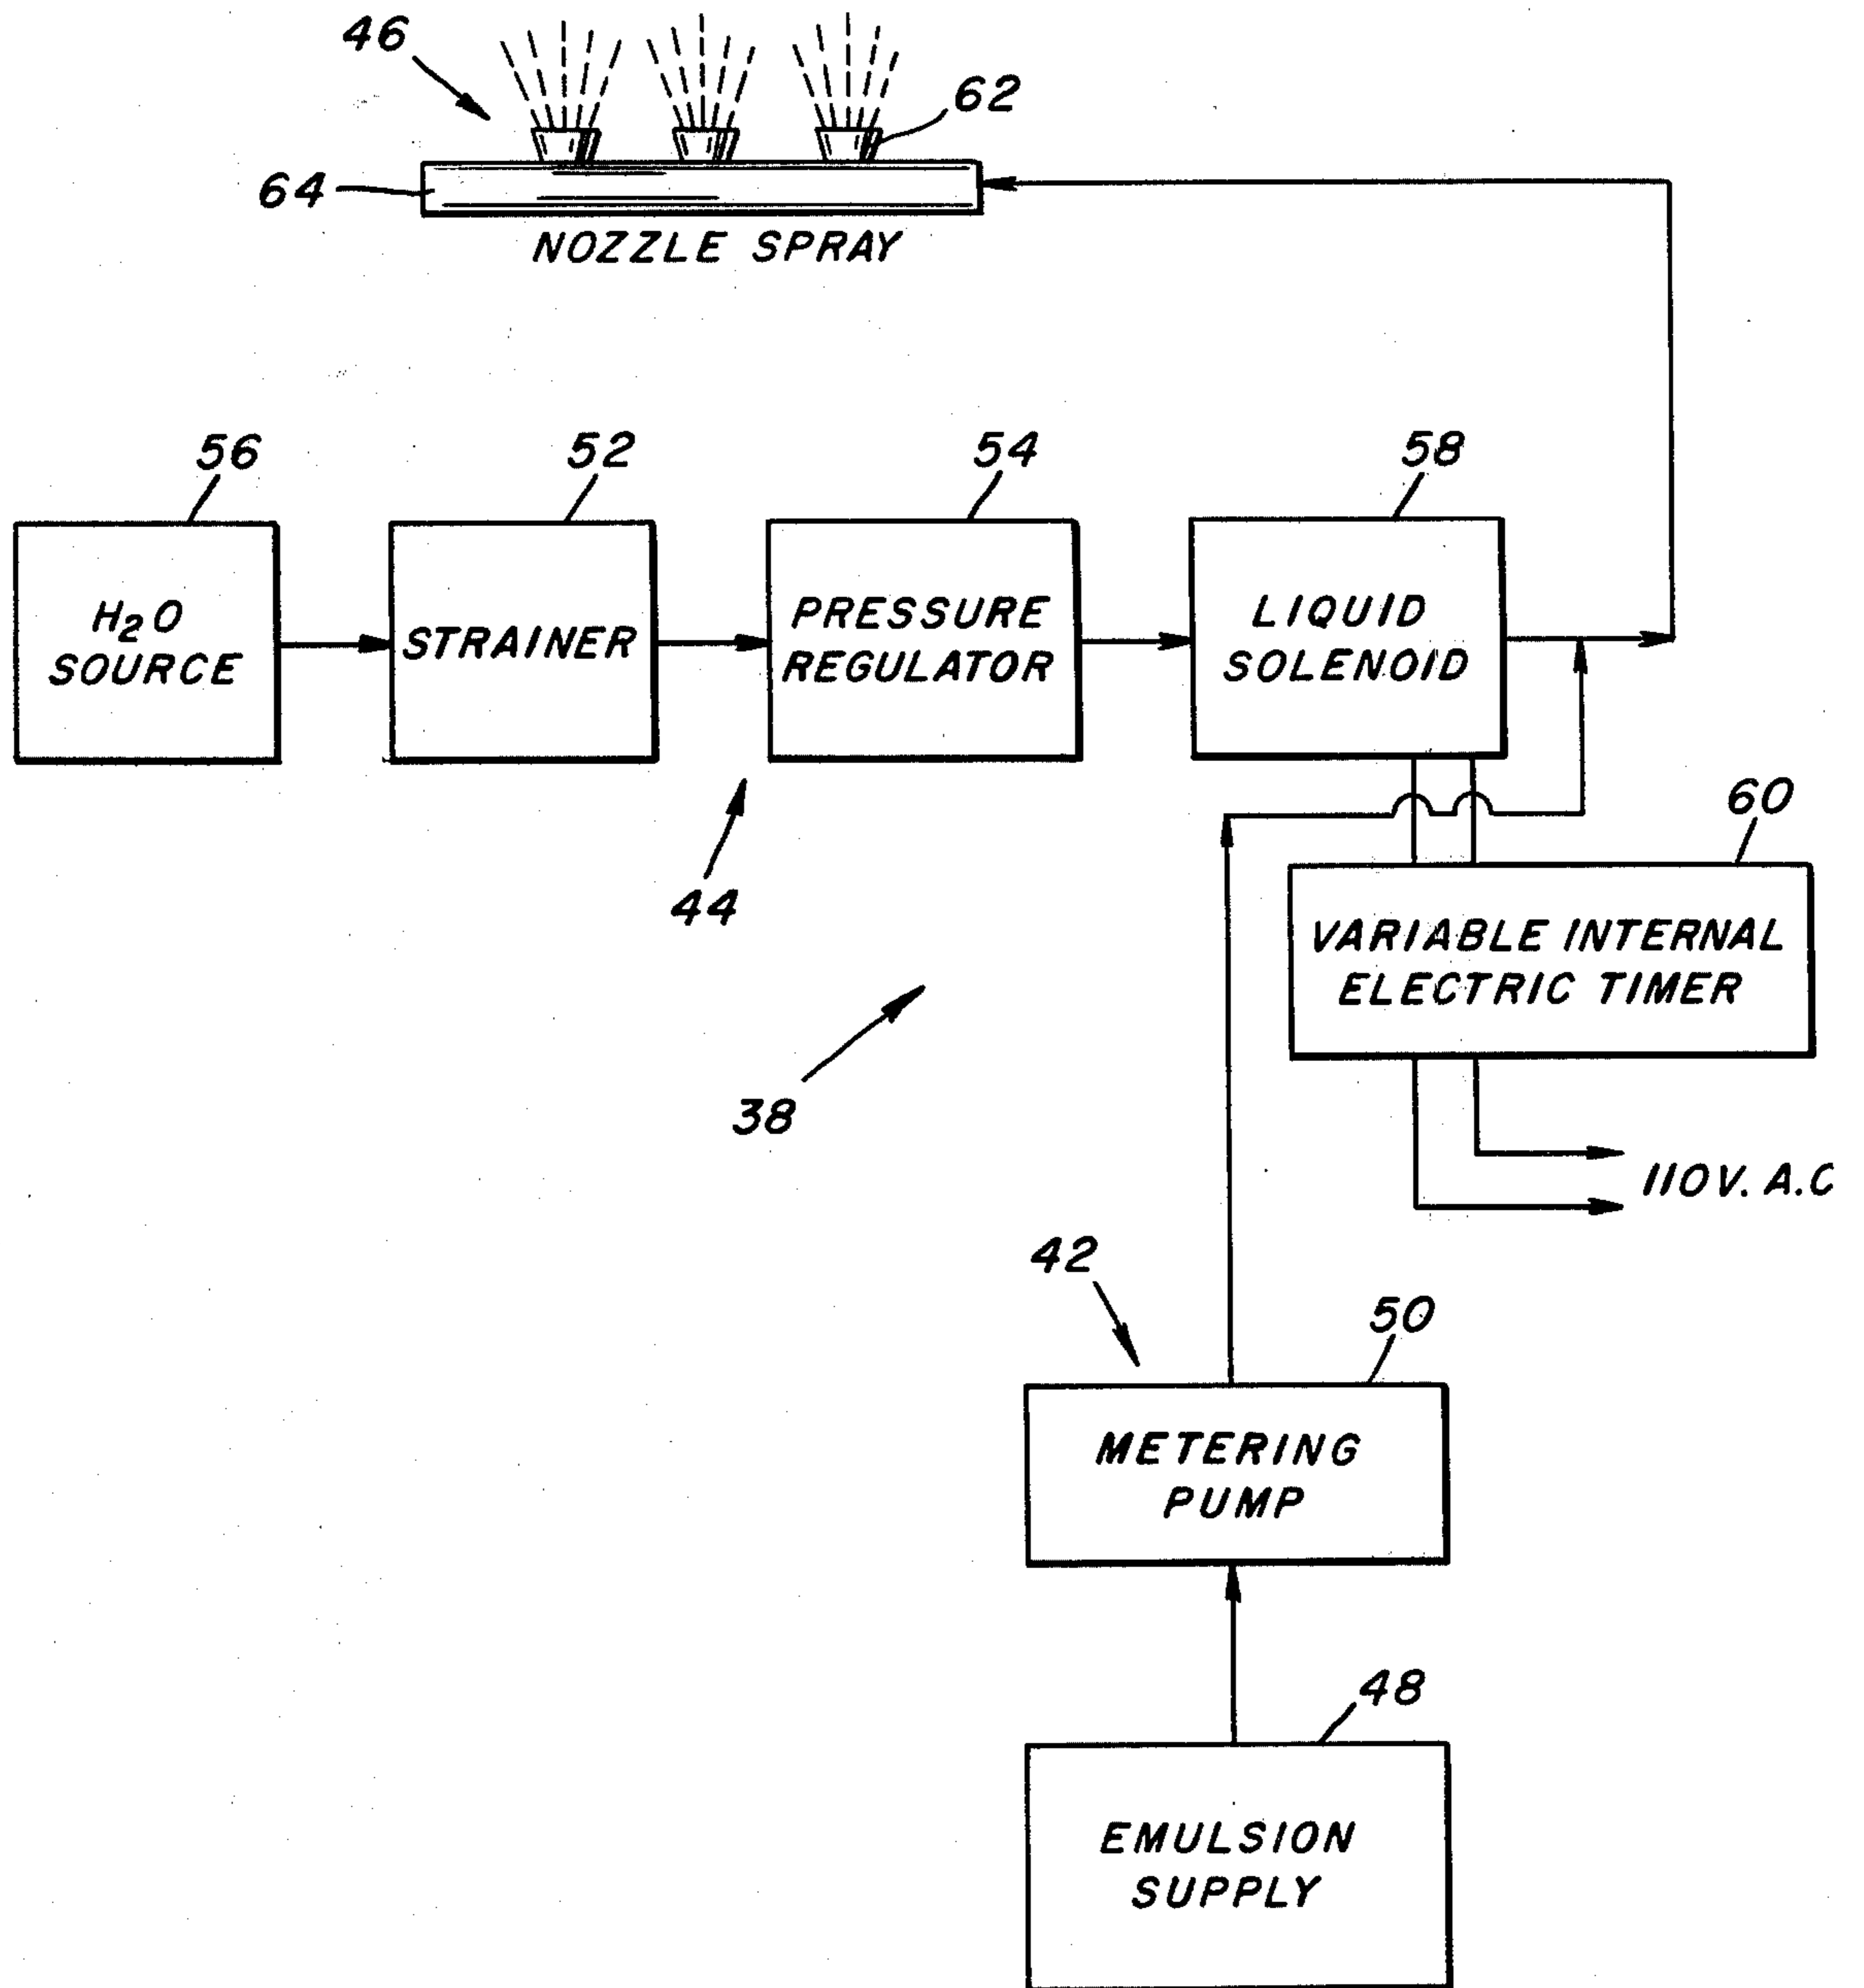 46
62
64
NOZZLE SPRAY
56
52
54
58
H2O
SOURCE
STRAINER
PRESSURE
REGULATOR
LIQUID
SOLENOID
60
44
VARIABLE INTERNAL
ELECTRIC TIMER
38
110V. A.C
42
50
METERING
PUMP
48
EMULSION
SUPPLY